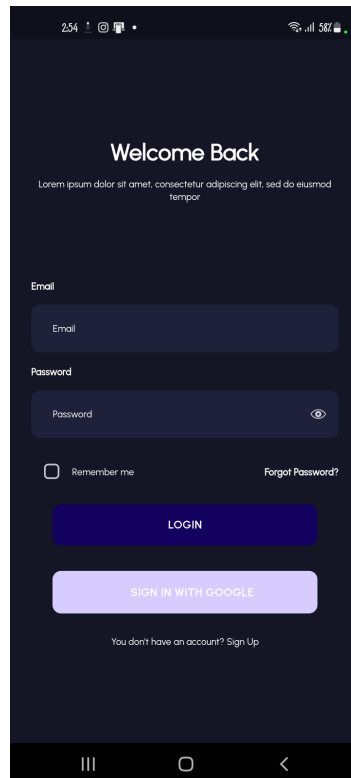 2:54
58%
Welcome Back
Lorem ipsum dolor sit amet, consectetur adipiscing elit, sed do eiusmod
tempor
Email
Email
Password
Password
Remember me
Forgot Password?
LOGIN
SIGN IN WITH GOOGLE
You don't have an account? Sign Up